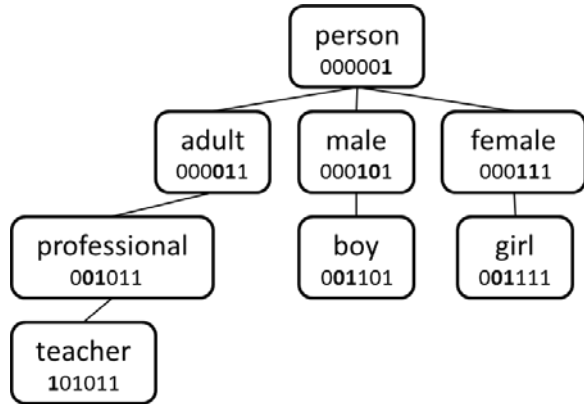 person
000001
adult
000011
male
000101
female
000111
professional
001011
boy
001101
girl
001111
teacher
101011